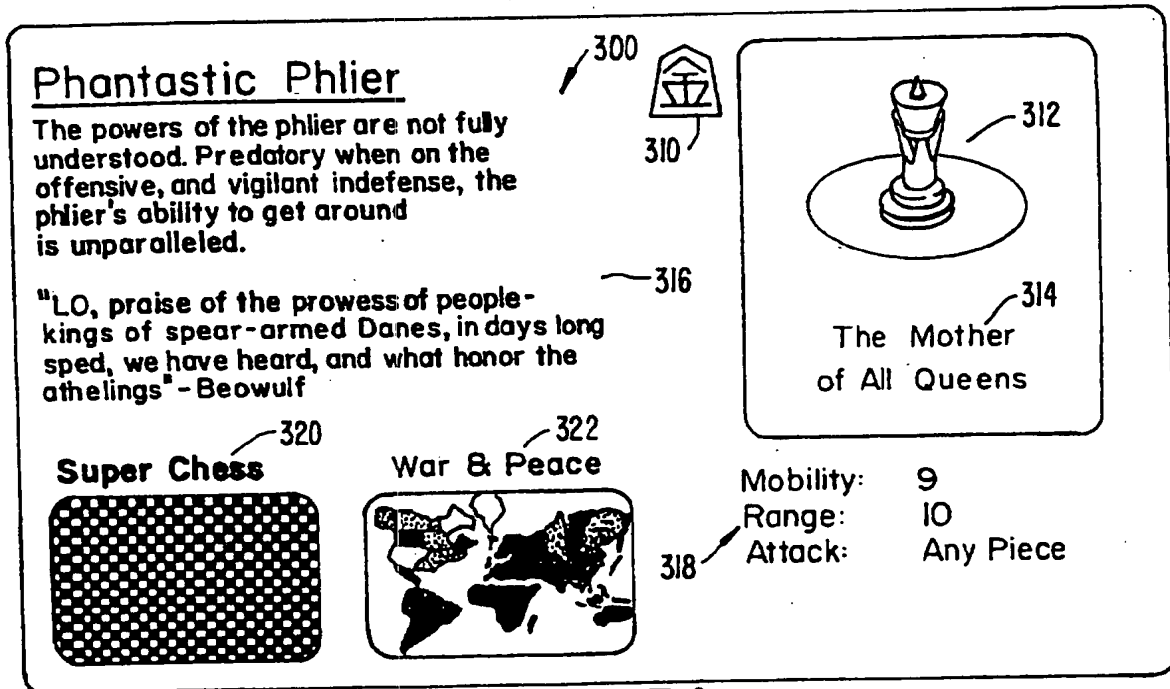 Phantastic Phlier
300
The powers of the phlier are not fully
understood. Predatory when on the
offensive, and vigilant indefense, the
phlier's ability to get around
is unparalleled.
316
"LO, praise of the prowess of people-
kings of spear-armed Danes, in days long
sped, we have heard, and what honor the
athelings" - Beowulf
310
312
314
The Mother
of All Queens
320
Super Chess
322
War & Peace
Mobility: 9
Range: 10
Attack: Any Piece
318